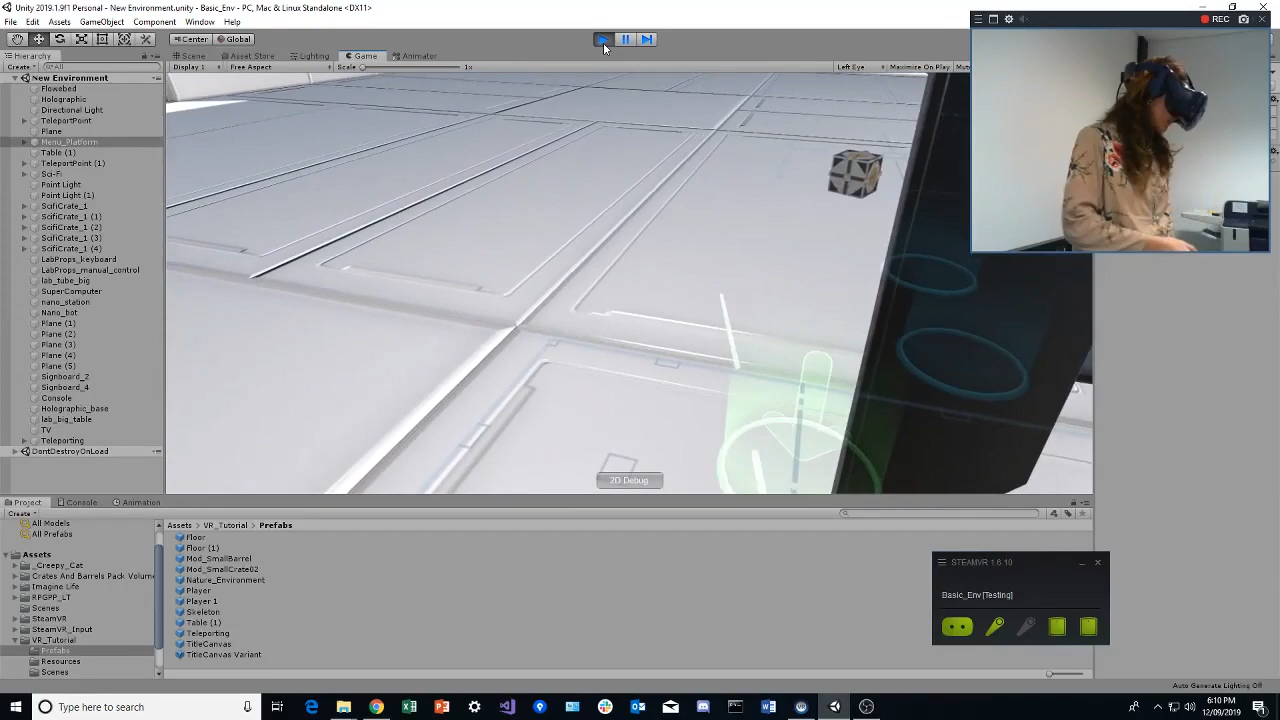 Unity 2019.1.9f1 Personal - New Environment.unity - Basic_Env - PC, Mac & Linux Standalone <DX11>
File Edit Assets GameObject Component Window Help
REC
Center Global
Hierarchy Scene Asset Store Lighting Game Animator
Create All Display 1 Free Aspect Scale 1x Left Eye Maximize On Play
New Environment
Flowebed
Holographic
Directional Light
TeleportPoint
Plane
Menu_Platform
Table (1)
TeleportPoint (1)
Sci-Fi
Point Light
Point Light (1)
ScifiCrate_1
ScifiCrate_1 (1)
ScifiCrate_1 (2)
ScifiCrate_1 (3)
ScifiCrate_1 (4)
LabProps_keyboard
LabProps_manual_control
lab_tube_big
SuperComputer
nano_station
Nano_bot
Plane (1)
Plane (2)
Plane (3)
Plane (4)
Plane (5)
Signboard_2
Signboard_4
Console
Holographic_base
lab_big_table
TV
Teleporting
DontDestroyOnLoad
2D Debug
Project Console Animation
Create
All Models
All Prefabs
Assets
_Creepy_Cat
Crates And Barrels Pack Volume
Imagine Life
RPGPP_LT
Scenes
SteamVR
SteamVR_Input
VR_Tutorial
Prefabs
Resources
Scenes
Assets VR_Tutorial Prefabs
Floor
Floor (1)
Mod_SmallBarrel
Mod_SmallCrate02
Nature_Environment
Player
Player 1
Skeleton
Table (1)
Teleporting
TitleCanvas
TitleCanvas Variant
STEAMVR 1.6.10
Basic_Env [Testing]
Auto Generate Lighting Off
Type here to search
6:10 PM
12/09/2019